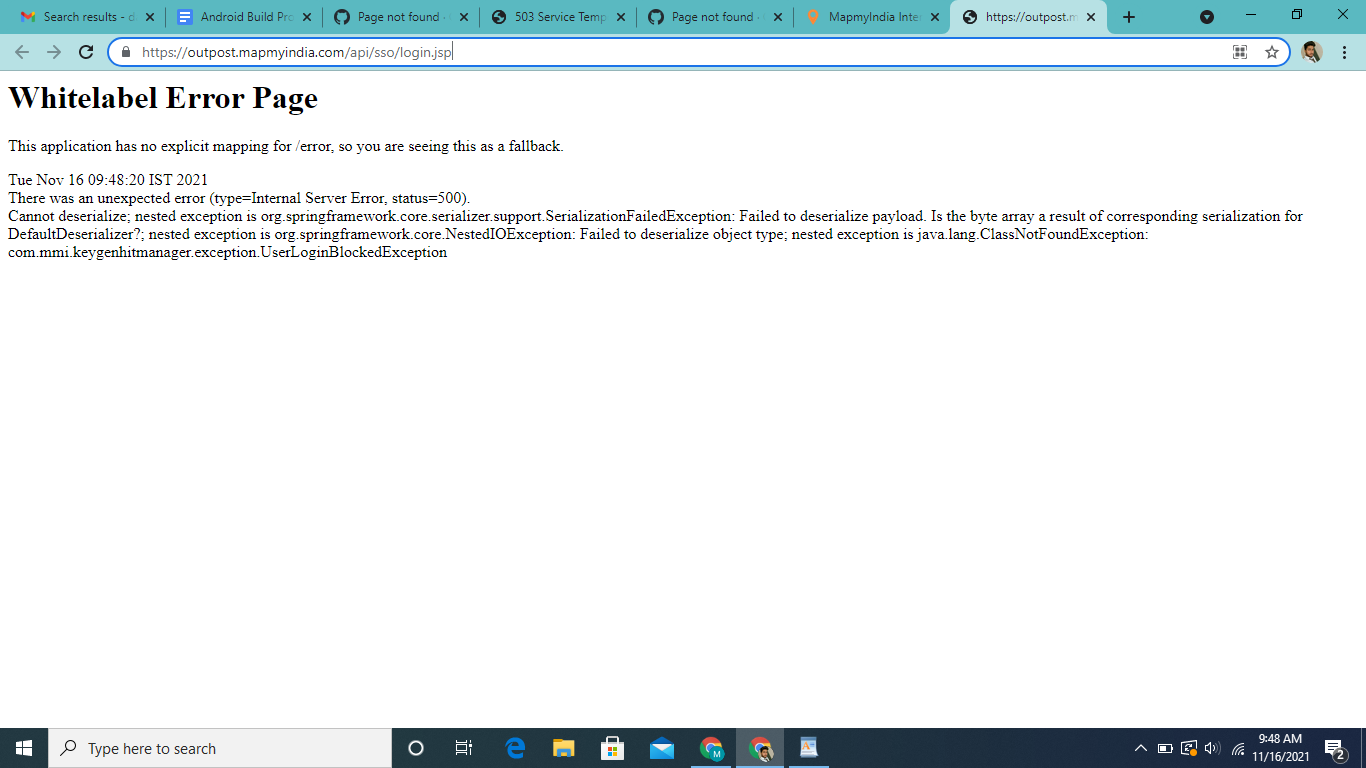 Search results - d
Android Build Pro
Page not found ·
503 Service Temp
Page not found ·
MapmyIndia Inte
https://outpost.m
https://outpost.mapmyindia.com/api/sso/login.jsp
Whitelabel Error Page
This application has no explicit mapping for /error, so you are seeing this as a fallback.
Tue Nov 16 09:48:20 IST 2021
There was an unexpected error (type=Internal Server Error, status=500).
Cannot deserialize; nested exception is org.springframework.core.serializer.support.SerializationFailedException: Failed to deserialize payload. Is the byte array a result of corresponding serialization for
DefaultDeserializer?; nested exception is org.springframework.core.NestedIOException: Failed to deserialize object type; nested exception is java.lang.ClassNotFoundException:
com.mmi.keygenhitmanager.exception.UserLoginBlockedException
Type here to search
M
9:48 AM
11/16/2021
2